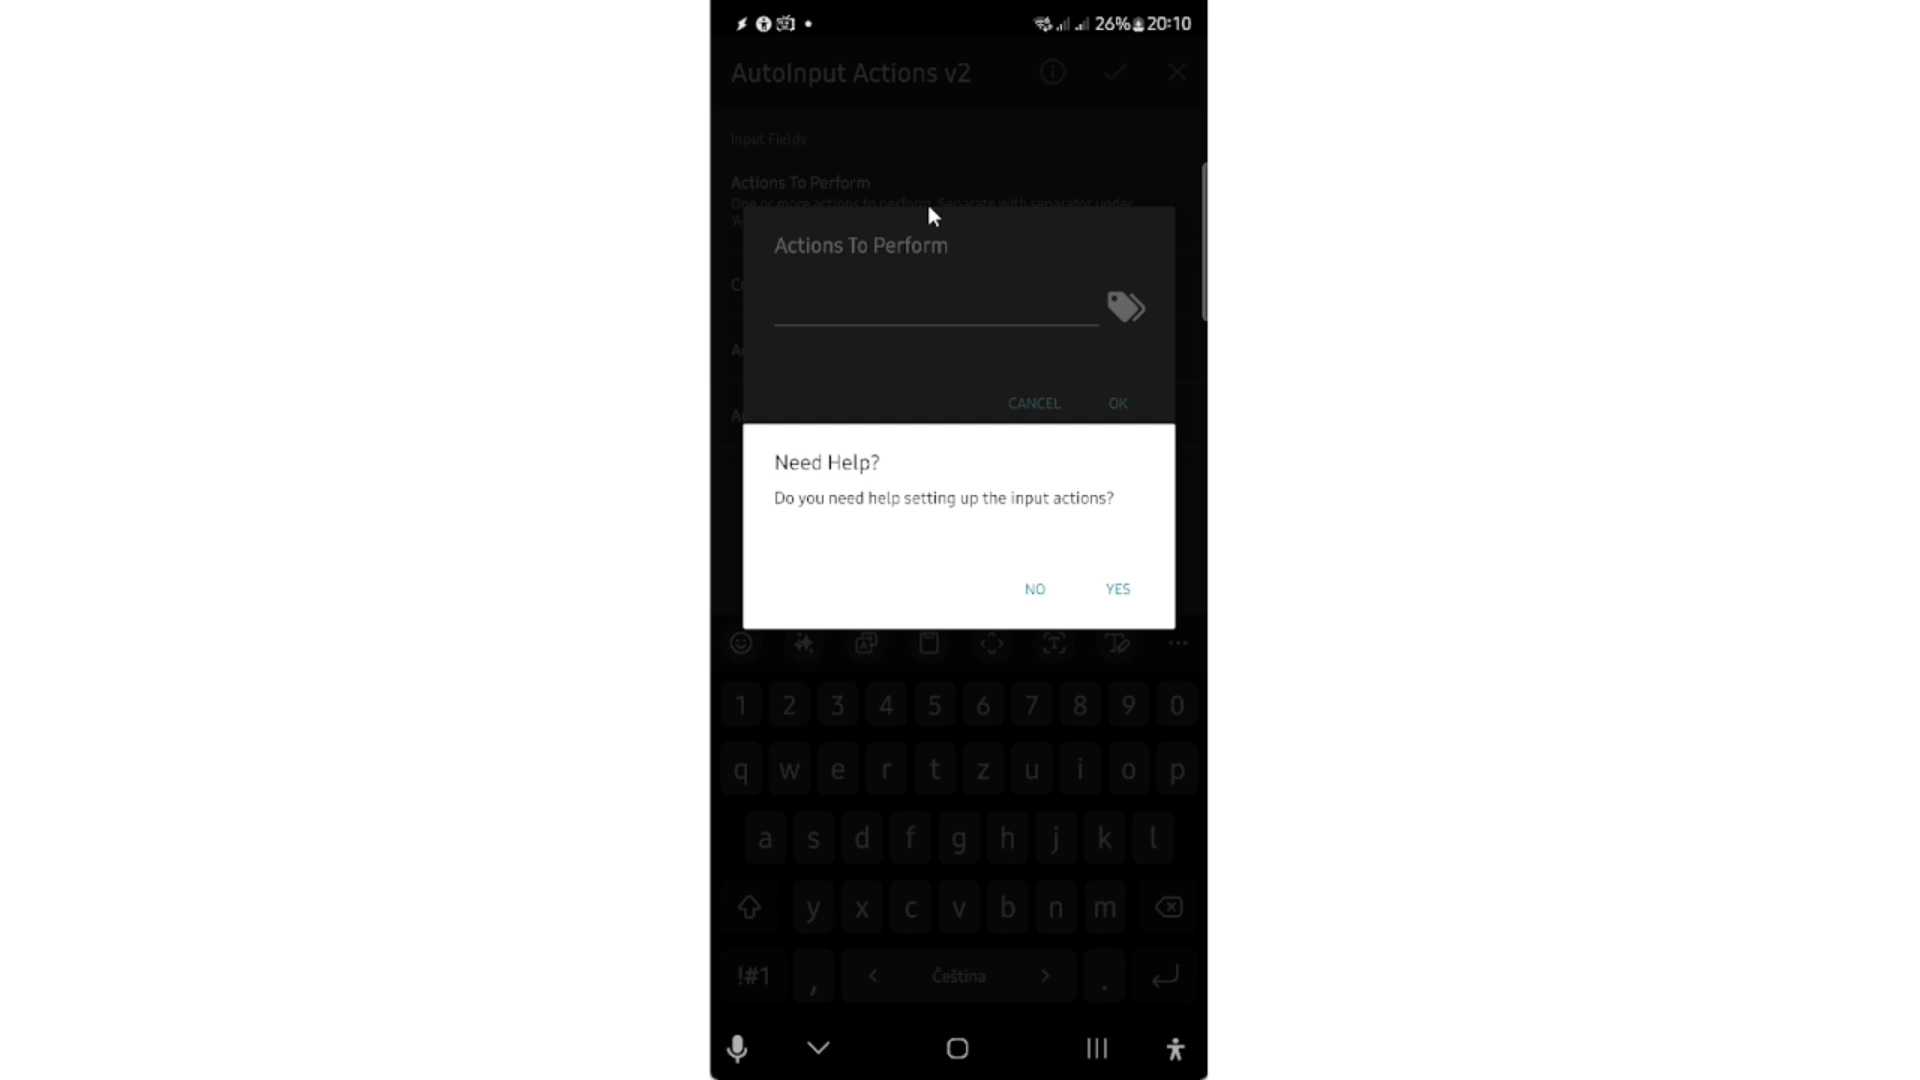 26% 20:10
AutoInput Actions v2
Input Fields
Actions To Perform
One or more actions to perform. Separate with separator under
Actions To Perform
CANCEL OK
Need Help?
Do you need help setting up the input actions?
NO YES
1 2 3 4 5 6 7 8 9 0
q w e r t z u i o p
a s d f g h j k l
y x c v b n m
!#1 , < Čeština > .